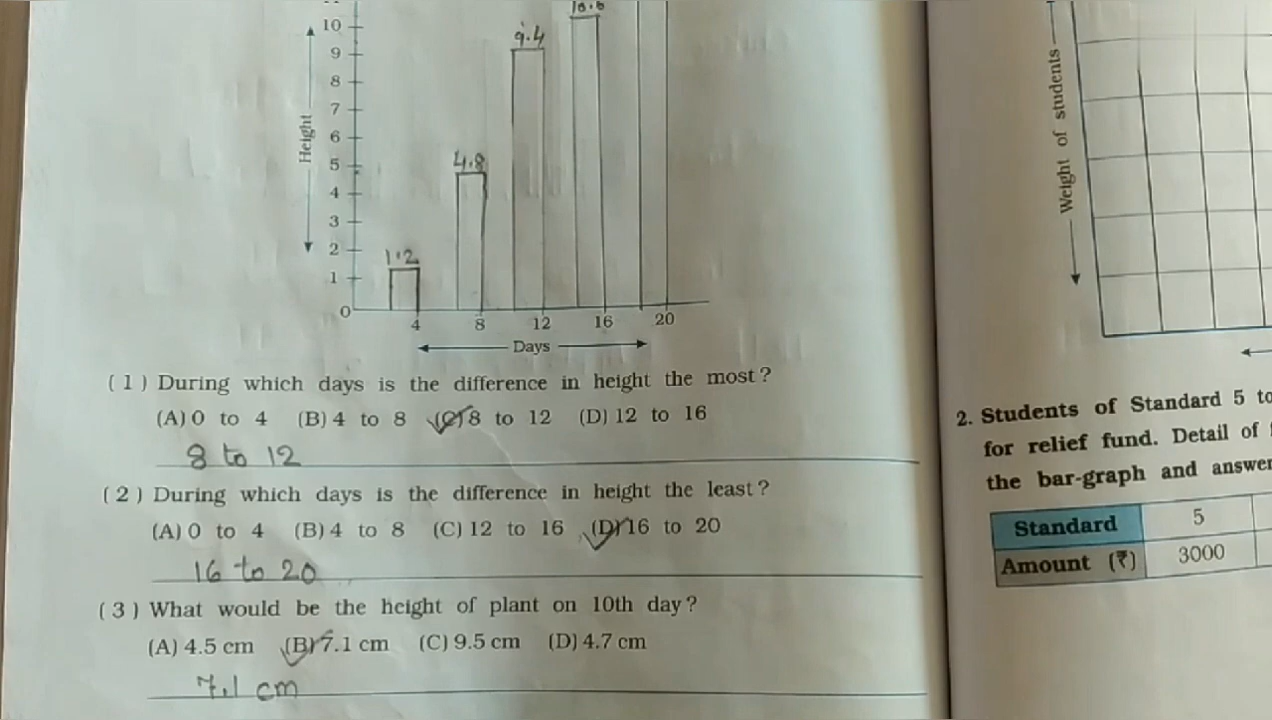 10
9.4
9
8
7
6
5
4.8
4
3
2
1.2
1
0
Height
4 8 12 16 20
Days
( 1 ) During which days is the difference in height the most?
(A) 0 to 4 (B) 4 to 8 (C) 8 to 12 (D) 12 to 16
8 to 12
( 2 ) During which days is the difference in height the least?
(A) 0 to 4 (B) 4 to 8 (C) 12 to 16 (D) 16 to 20
16 to 20
( 3 ) What would be the height of plant on 10th day?
(A) 4.5 cm (B) 7.1 cm (C) 9.5 cm (D) 4.7 cm
7.1 cm
Weight of students
2. Students of Standard 5 to
for relief fund. Detail of
the bar-graph and answer
Standard 5
Amount (₹) 3000